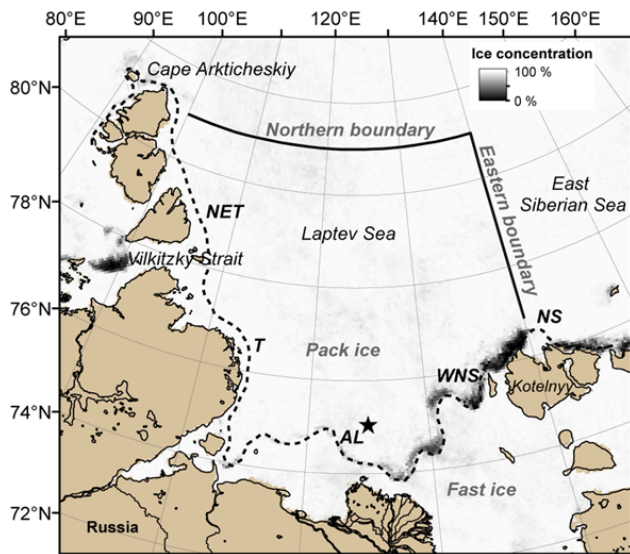 80°E 90°E 100°E 120°E 140°E 150°E 160°E
Ice concentration
100 %
0 %
Cape Arkticheskiy
80°N
Northern boundary
Eastern boundary
East
Siberian Sea
78°N
NET
Laptev Sea
Vilkitzky Strait
76°N
NS
T
Pack ice
WNS
Kotelnyy
74°N
AL
Fast ice
72°N
Russia